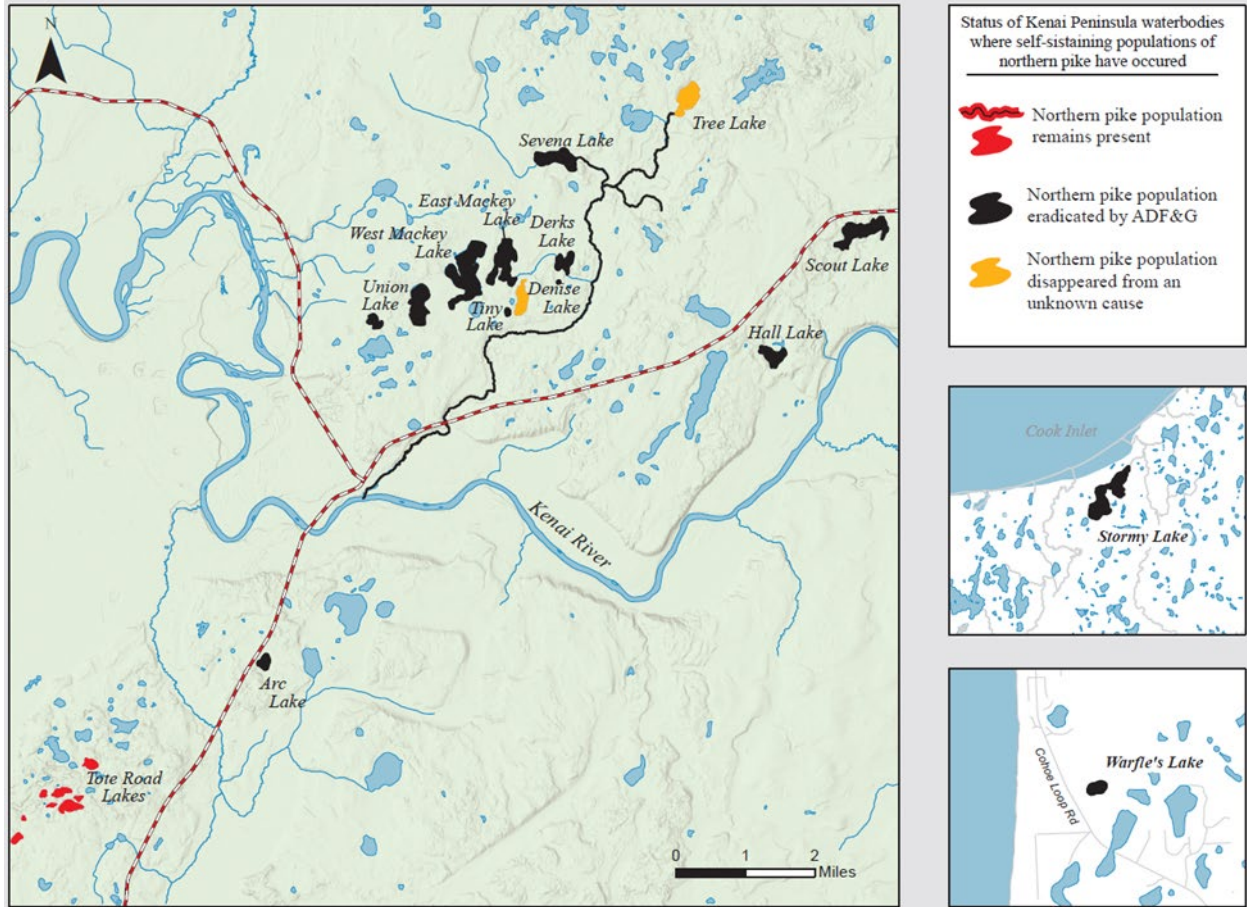 N
Tree Lake
Sevena Lake
East Mackey
Lake
West Mackey
Lake
Derks
Lake
Scout Lake
Union
Lake
Tiny
Lake
Denise
Lake
Hall Lake
Kenai River
Arc
Lake
Tote Road
Lakes
0 1 2
Miles
Status of Kenai Peninsula waterbodies
where self-sistaining populations of
northern pike have occured
Northern pike population
remains present
Northern pike population
eradicated by ADF&G
Northern pike population
disappeared from an
unknown cause
Cook Inlet
Stormy Lake
Cohoe Loop Rd
Warfle's Lake